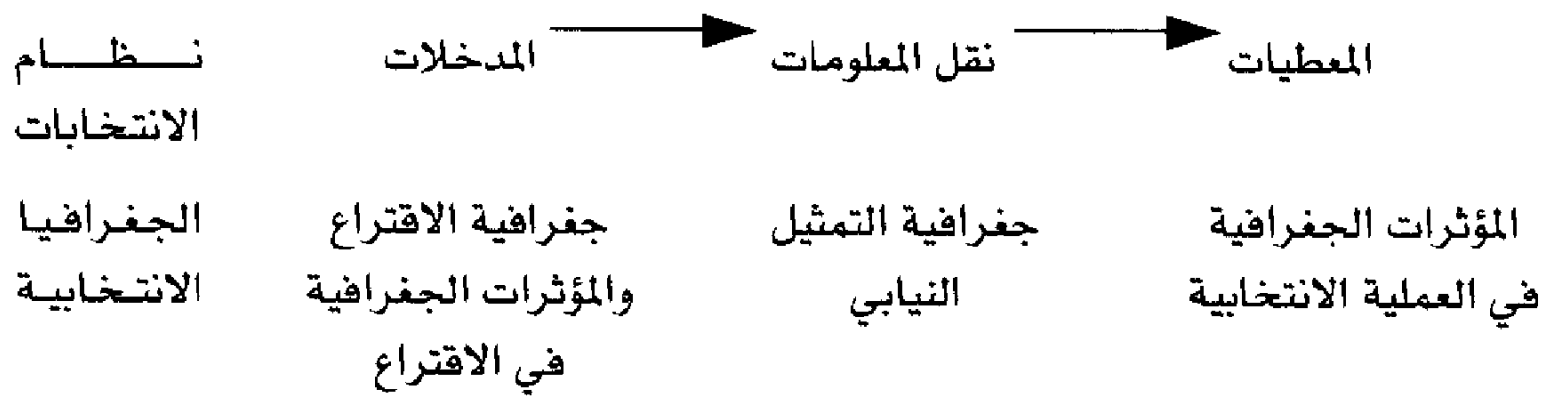 نظام
الانتخابات
المدخلات
نقل المعلومات
المعطيات
الجغرافيا
الانتخابية
جغرافية الاقتراع
والمؤثرات الجغرافية
في الاقتراع
جغرافية التمثيل
النيابي
المؤثرات الجغرافية
في العملية الانتخابية